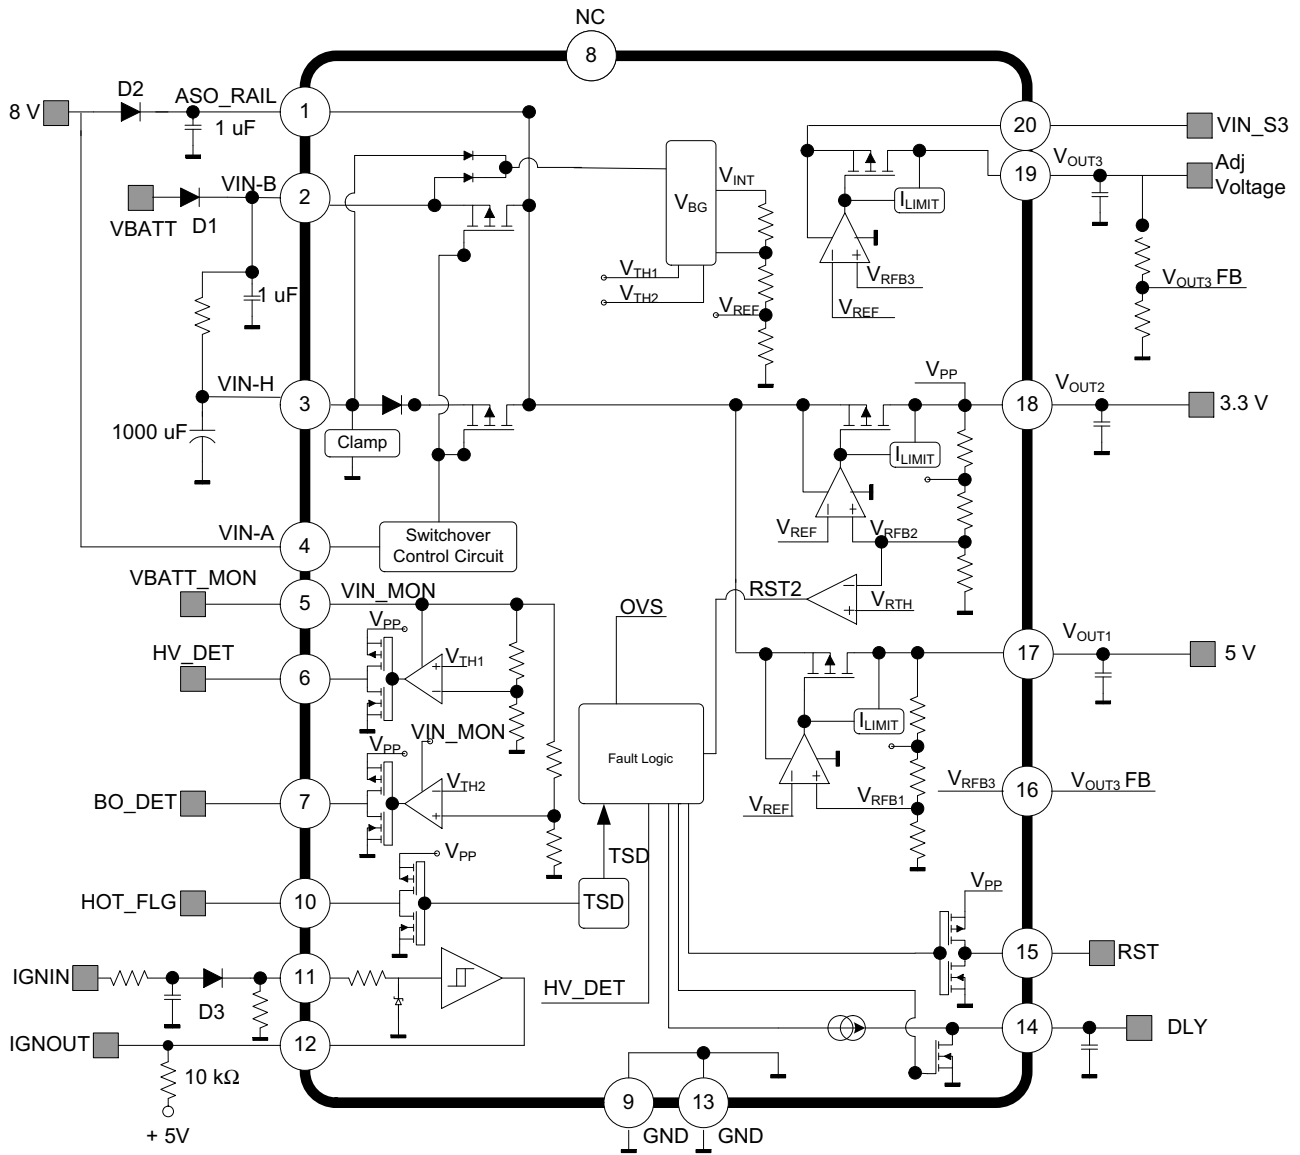 NC
8
D2
8 V
ASO_RAIL
1
1 uF
20
VIN_S3
VIN-B
2
VBATT
D1
1 uF
VBG
VINT
VTH1
VTH2
VREF
ILIMIT
VRFB3
VREF
19
VOUT3
Adj
Voltage
VOUT3 FB
VIN-H
3
1000 uF
Clamp
VPP
18
VOUT2
3.3 V
ILIMIT
VREF
VRFB2
VIN-A
4
Switchover
Control Circuit
RST2
VRTH
VBATT_MON
5
VIN_MON
OVS
VPP
HV_DET
6
VTH1
17
VOUT1
5 V
ILIMIT
VIN_MON
VPP
Fault Logic
BO_DET
7
VTH2
VREF
VRFB1
VRFB3
16
VOUT3 FB
VPP
TSD
HOT_FLG
10
TSD
VPP
15
RST
IGNIN
D3
11
HV_DET
IGNOUT
12
14
DLY
10 kΩ
+ 5V
9
13
GND
GND